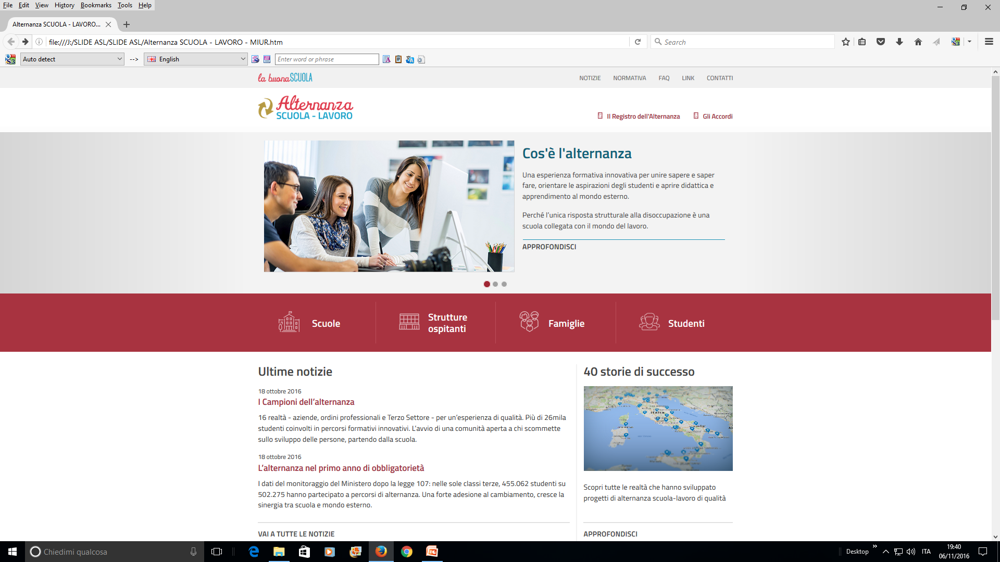 File Edit View History Bookmarks Tools Help
Alternanza SCUOLA - LAVORO...
file:///J:/SLIDE ASL/SLIDE ASL/Alternanza SCUOLA - LAVORO - MIUR.htm
Search
Auto detect
-->
English
Enter word or phrase
la buonaSCUOLA
NOTIZIE NORMATIVA FAQ LINK CONTATTI
Alternanza
SCUOLA - LAVORO
Il Registro dell'Alternanza Gli Accordi
Cos'è l'alternanza
Una esperienza formativa innovativa per unire sapere e saper
fare, orientare le aspirazioni degli studenti e aprire didattica e
apprendimento al mondo esterno.
Perché l’unica risposta strutturale alla disoccupazione è una
scuola collegata con il mondo del lavoro.
APPROFONDISCI
Scuole
Strutture
ospitanti
Famiglie
Studenti
Ultime notizie
18 ottobre 2016
I Campioni dell’alternanza
16 realtà - aziende, ordini professionali e Terzo Settore - per un’esperienza di qualità. Più di 26mila
studenti coinvolti in percorsi formativi innovativi. L’avvio di una comunità aperta a chi scommette
sullo sviluppo delle persone, partendo dalla scuola.
18 ottobre 2016
L’alternanza nel primo anno di obbligatorietà
I dati del monitoraggio del Ministero dopo la legge 107: nelle sole classi terze, 455.062 studenti su
502.275 hanno partecipato a percorsi di alternanza. Una forte adesione al cambiamento, cresce la
sinergia tra scuola e mondo esterno.
VAI A TUTTE LE NOTIZIE
40 storie di successo
Italia
Scopri tutte le realtà che hanno sviluppato
progetti di alternanza scuola-lavoro di qualità
APPROFONDISCI
Chiedimi qualcosa
Desktop
ITA
19:40
06/11/2016